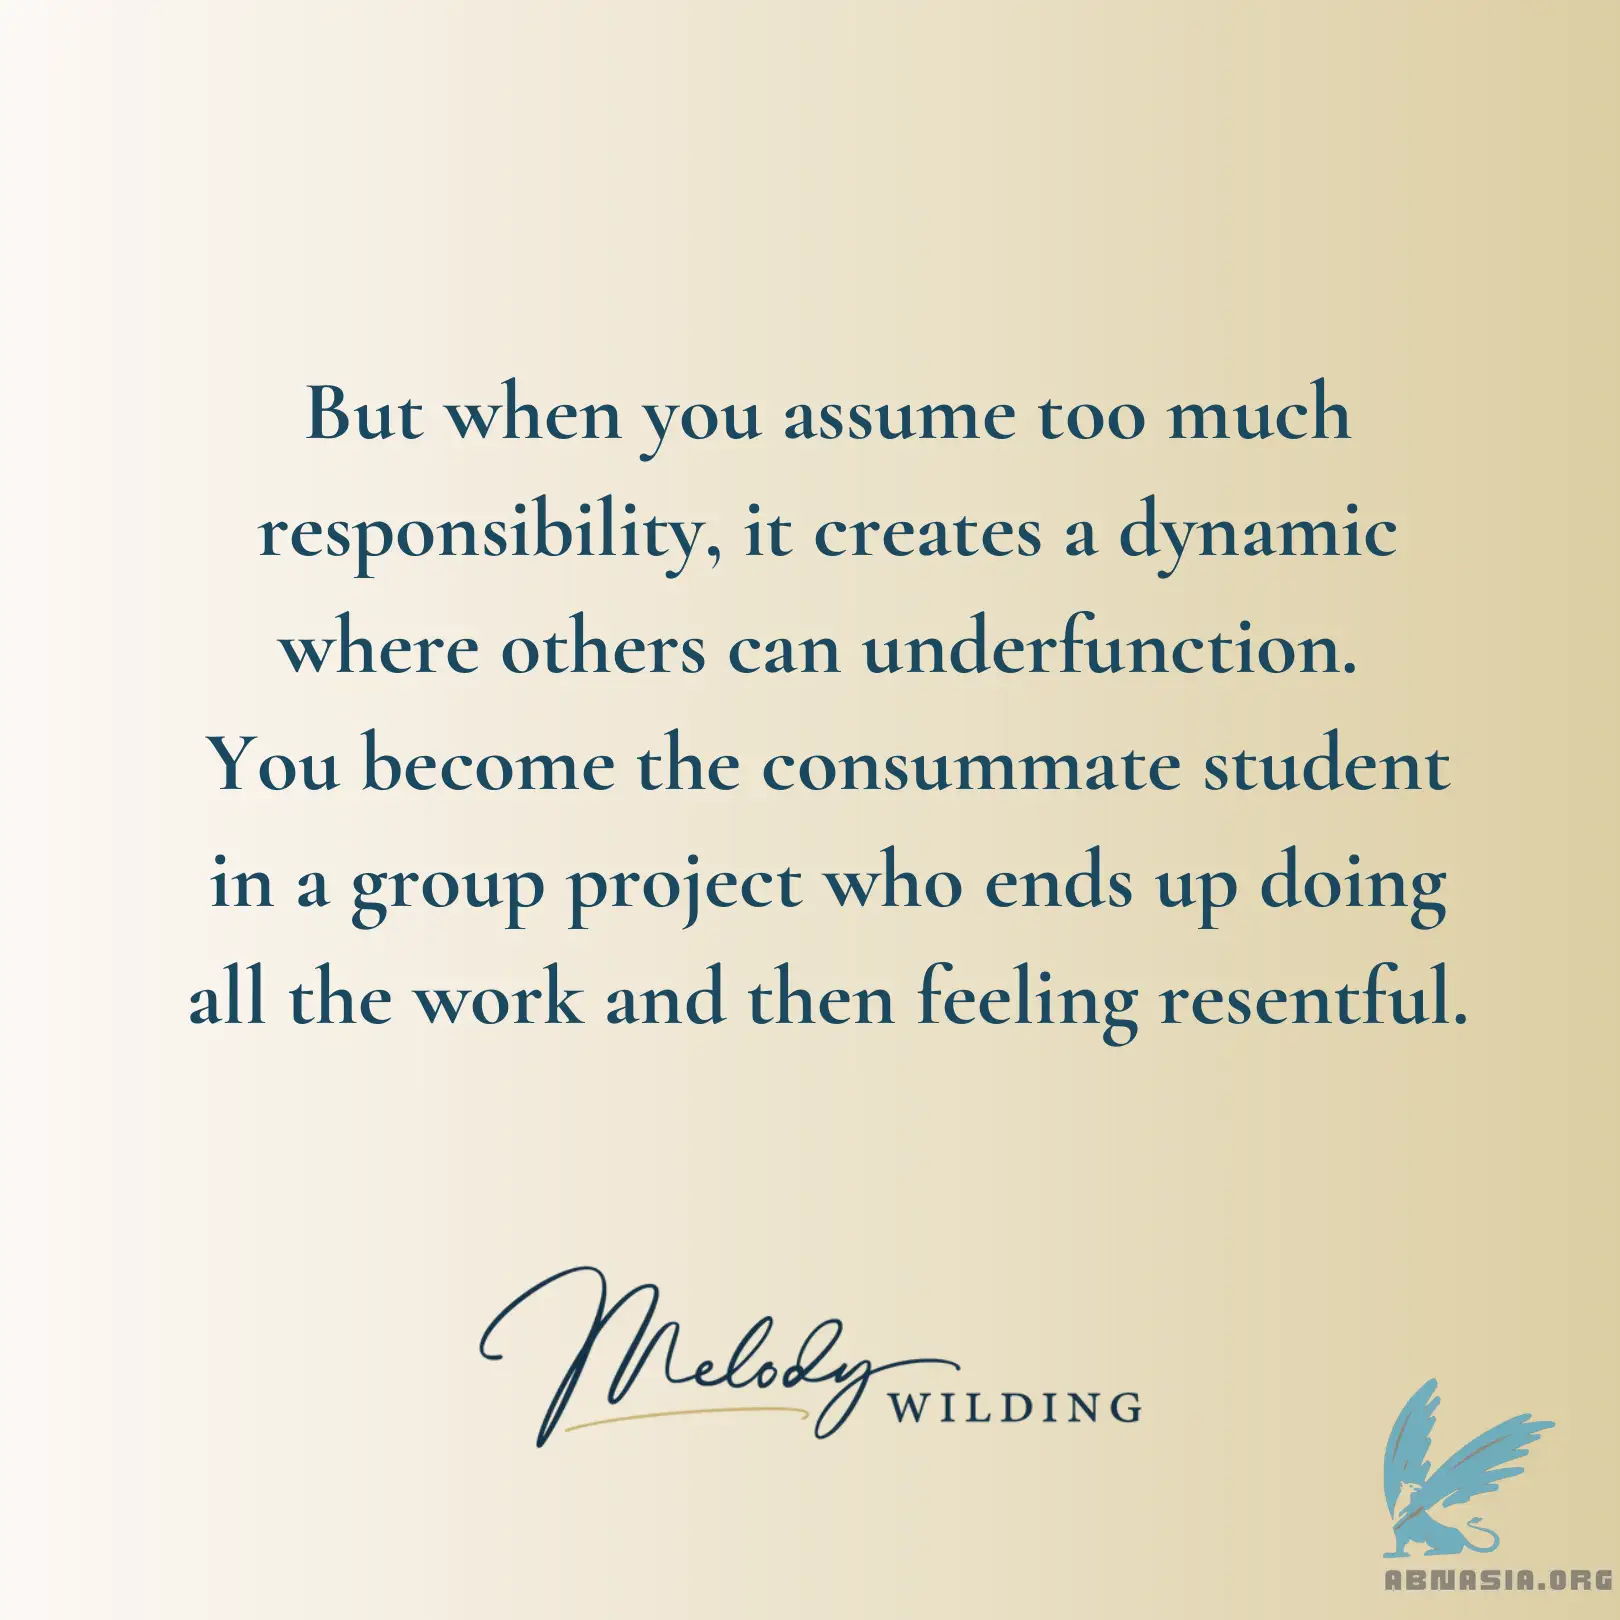 But when you assume too much
responsibility, it creates a dynamic
where others can underfunction.
You become the consummate student
in a group project who ends up doing
all the work and then feeling resentful.
Melody WILDING
ABNASIA.ORG